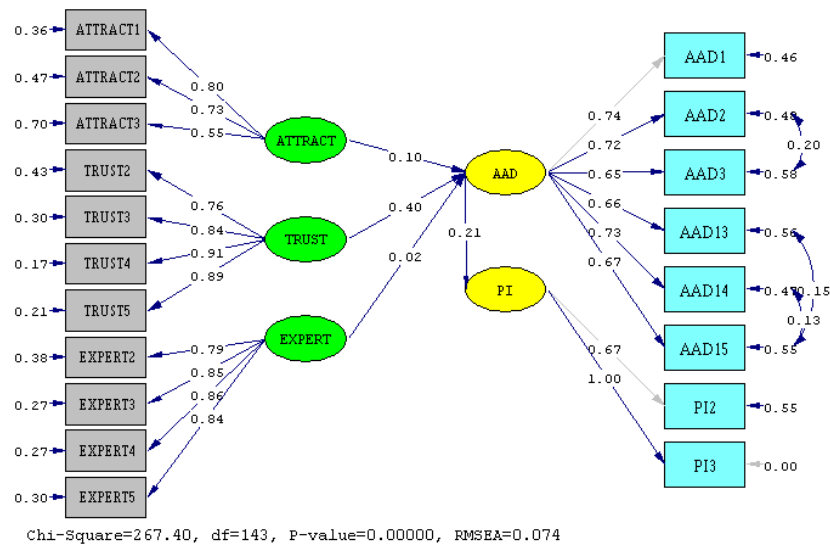 0.36 ATTRACT1
0.47 ATTRACT2
0.70 ATTRACT3
0.43 TRUST2
0.30 TRUST3
0.17 TRUST4
0.21 TRUST5
0.38 EXPERT2
0.27 EXPERT3
0.27 EXPERT4
0.30 EXPERT5
0.80
0.73
0.55
0.76
0.84
0.91
0.89
0.79
0.85
0.86
0.84
ATTRACT
TRUST
EXPERT
0.10
0.40
0.02
AAD
0.21
PI
0.74
0.72
0.65
0.66
0.73
0.67
0.67
1.00
AAD1 0.46
AAD2 0.48
0.20
AAD3 0.58
AAD13 0.56
AAD14 0.47 0.15
0.13
AAD15 0.55
PI2 0.55
PI3 0.00
Chi-Square=267.40, df=143, P-value=0.00000, RMSEA=0.074